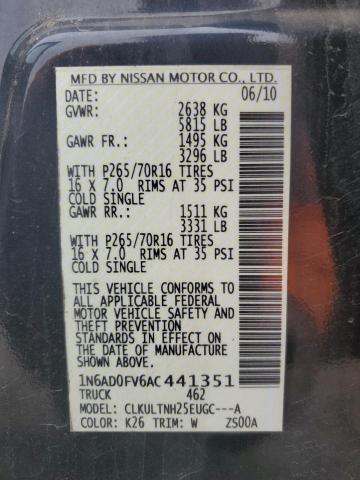 MFD BY NISSAN MOTOR CO., LTD.
DATE: 06/10
GVWR: 2638 KG
5815 LB
GAWR FR: 1495 KG
3296 LB
WITH P265/70R16 TIRES
16 X 7.0 RIMS AT 35 PSI
COLD SINGLE
GAWR RR: 1511 KG
3331 LB
WITH P265/70R16 TIRES
16 X 7.0 RIMS AT 35 PSI
COLD SINGLE
THIS VEHICLE CONFORMS TO
ALL APPLICABLE FEDERAL
MOTOR VEHICLE SAFETY AND
THEFT PREVENTION
STANDARDS IN EFFECT ON
THE DATE OF MANUFACTURE
SHOWN ABOVE.
1N6AD0FV6AC441351
TRUCK 462
MODEL: CLKULTNH25EUGC---A
COLOR: K26 TRIM: W ZS00A